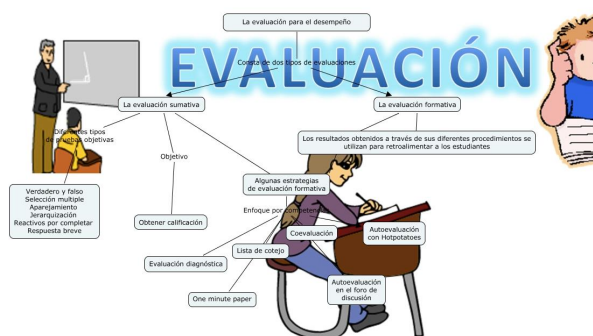 La evaluación para el desempeño
EVALUACIÓN
Consta de dos tipos de evaluaciones
La evaluación sumativa
La evaluación formativa
Diferentes tipos
de pruebas objetivas
Los resultados obtenidos a través de sus diferentes procedimientos se
utilizan para retroalimentar a los estudiantes
Objetivo
Algunas estrategias
de evaluación formativa
Verdadero y falso
Selección multiple
Aparejamiento
Jerarquización
Reactivos por completar
Respuesta breve
Obtener calificación
Enfoque por competencias
Coevaluación
Autoevaluación
con Hotpotatoes
Lista de cotejo
Evaluación diagnóstica
One minute paper
Autoevaluación
en el foro de
discusión